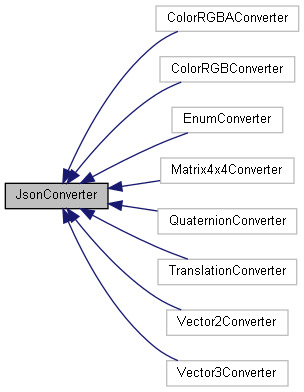 ColorRGBAConverter
ColorRGBConverter
EnumConverter
Matrix4x4Converter
JsonConverter
QuaternionConverter
TranslationConverter
Vector2Converter
Vector3Converter